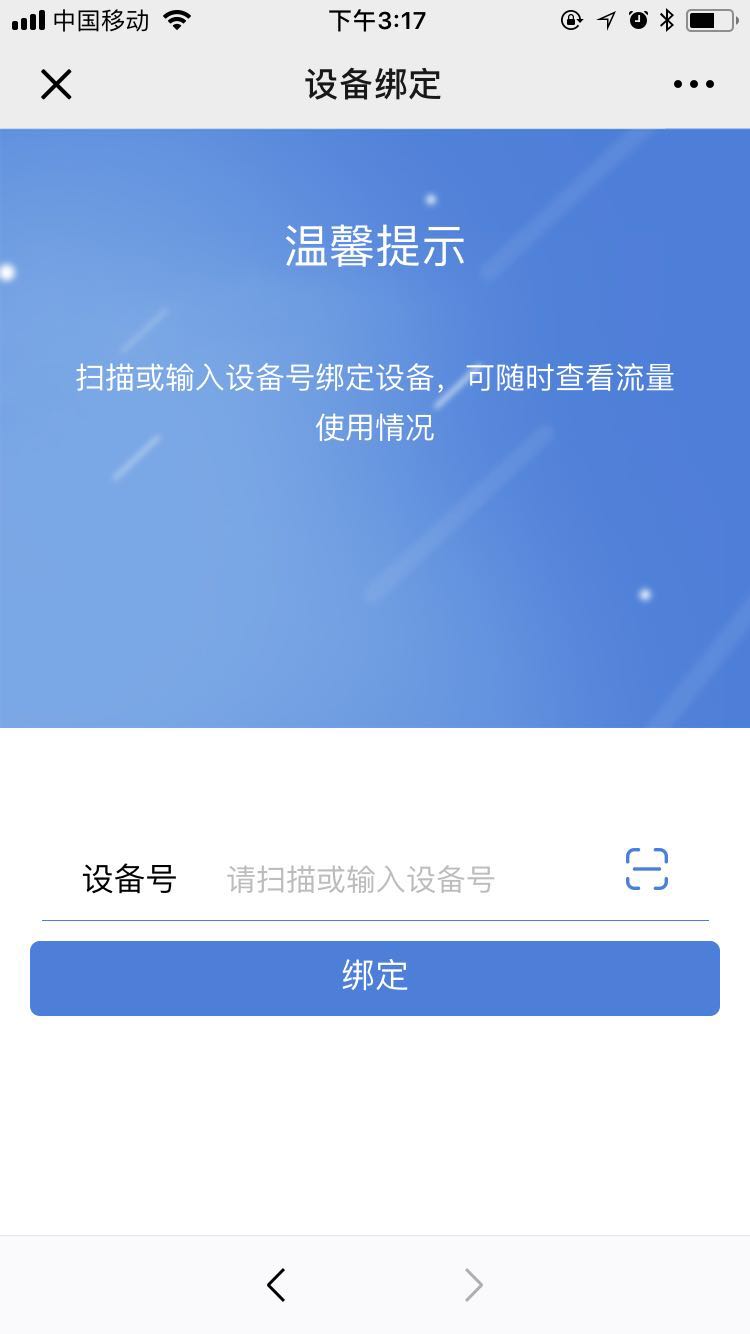 中国移动
下午3:17
设备绑定
温馨提示
扫描或输入设备号绑定设备，可随时查看流量
使用情况
设备号
请扫描或输入设备号
绑定